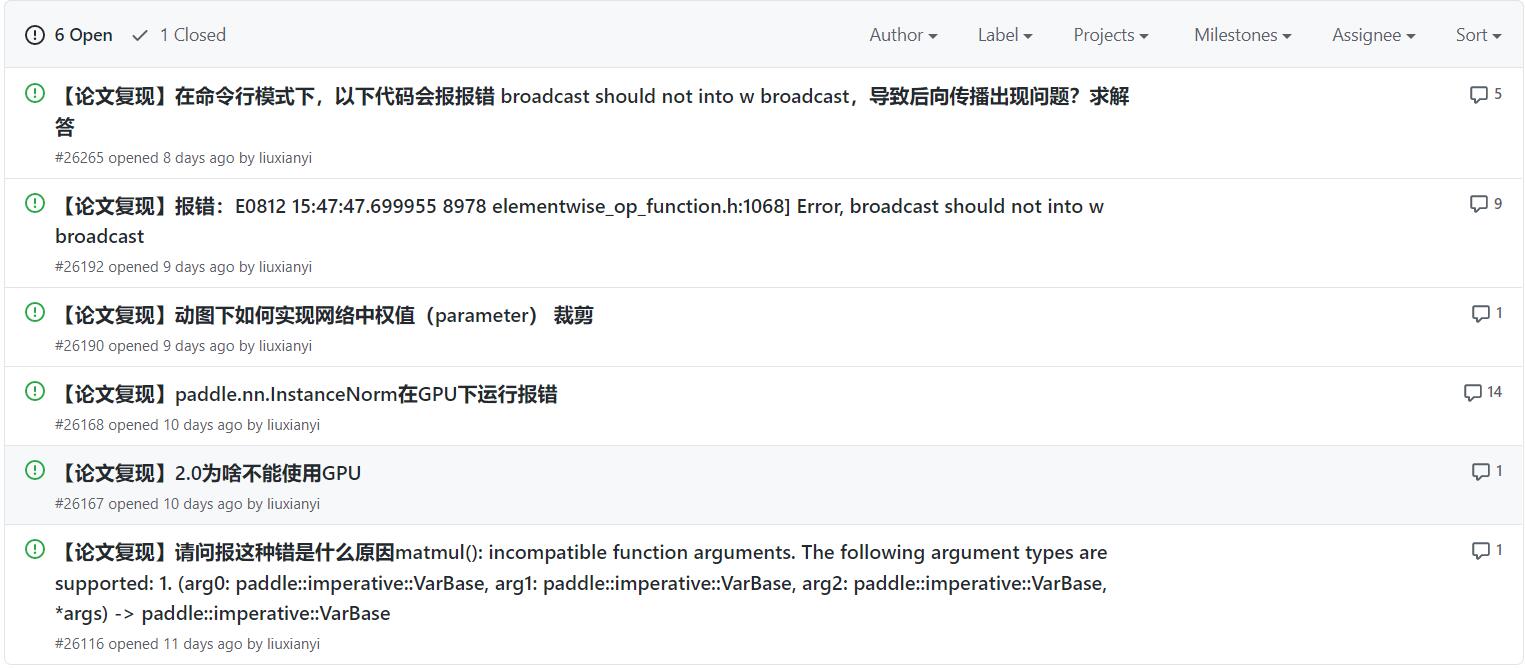 6 Open 1 Closed Author Label Projects Milestones Assignee Sort
【论文复现】在命令行模式下，以下代码会报报错 broadcast should not into w broadcast，导致后向传播出现问题？求解 5
答
#26265 opened 8 days ago by liuxianyi
【论文复现】报错：E0812 15:47:47.699955 8978 elementwise_op_function.h:1068] Error, broadcast should not into w 9
broadcast
#26192 opened 9 days ago by liuxianyi
【论文复现】动图下如何实现网络中权值（parameter） 裁剪 1
#26190 opened 9 days ago by liuxianyi
【论文复现】paddle.nn.InstanceNorm在GPU下运行报错 14
#26168 opened 10 days ago by liuxianyi
【论文复现】2.0为啥不能使用GPU 1
#26167 opened 10 days ago by liuxianyi
【论文复现】请问报这种错是什么原因matmul(): incompatible function arguments. The following argument types are 1
supported: 1. (arg0: paddle::imperative::VarBase, arg1: paddle::imperative::VarBase, arg2: paddle::imperative::VarBase,
*args) -> paddle::imperative::VarBase
#26116 opened 11 days ago by liuxianyi